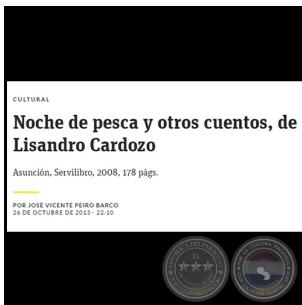 CULTURAL
Noche de pesca y otros cuentos, de
Lisandro Cardozo
Asunción, Servilibro, 2008, 178 págs.
POR JOSÉ VICENTE PEIRÓ BARCO
26 DE OCTUBRE DE 2013 - 22:10